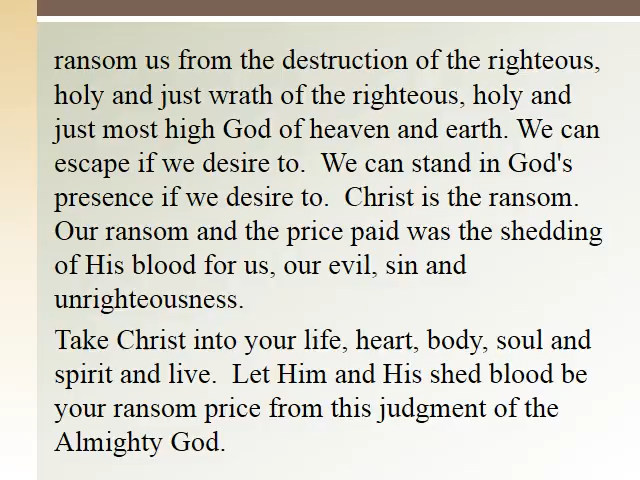 ransom us from the destruction of the righteous,
holy and just wrath of the righteous, holy and
just most high God of heaven and earth. We can
escape if we desire to.  We can stand in God's
presence if we desire to.  Christ is the ransom.
Our ransom and the price paid was the shedding
of His blood for us, our evil, sin and
unrighteousness.
Take Christ into your life, heart, body, soul and
spirit and live.  Let Him and His shed blood be
your ransom price from this judgment of the
Almighty God.